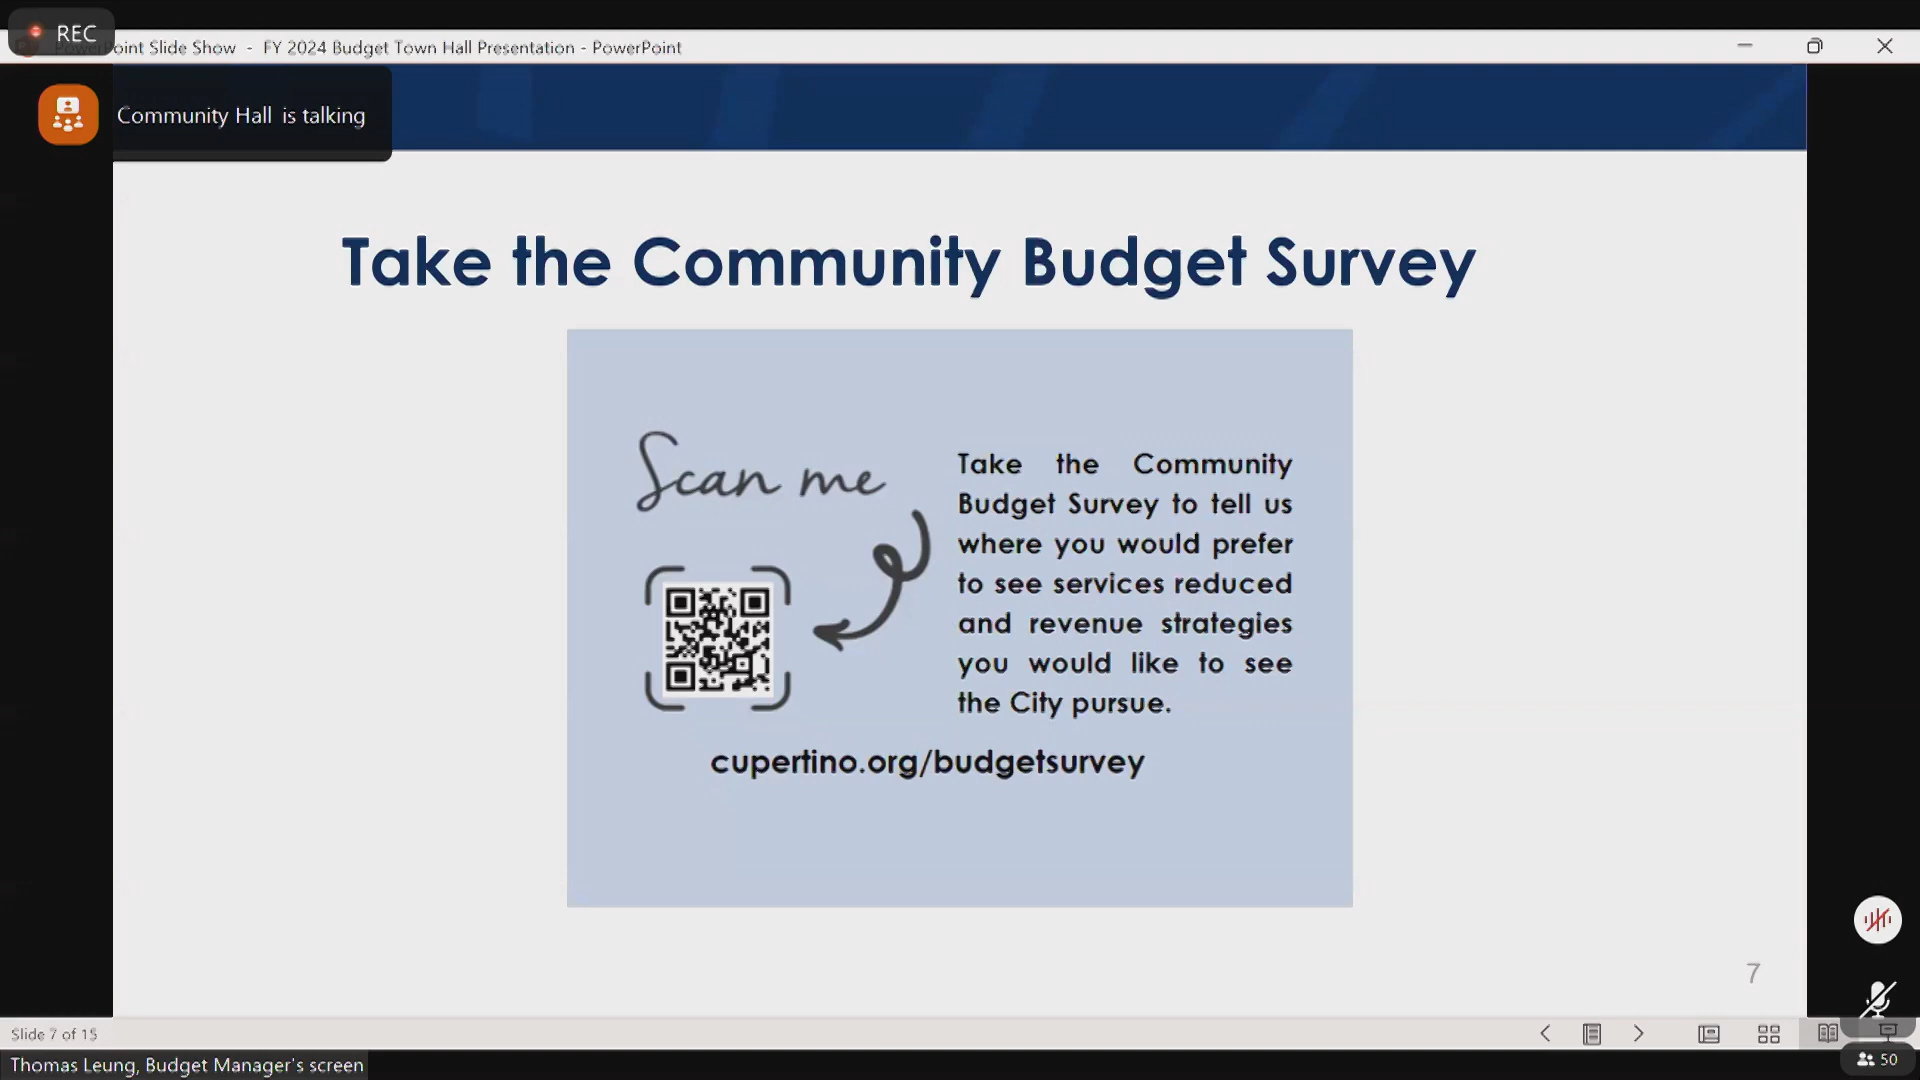 REC
PowerPoint Slide Show - FY 2024 Budget Town Hall Presentation - PowerPoint
Community Hall is talking
Take the Community Budget Survey
Scan me
Take the Community
Budget Survey to tell us
where you would prefer
to see services reduced
and revenue strategies
you would like to see
the City pursue.
cupertino.org/budgetsurvey
7
Slide 7 of 15
Thomas Leung, Budget Manager's screen
50